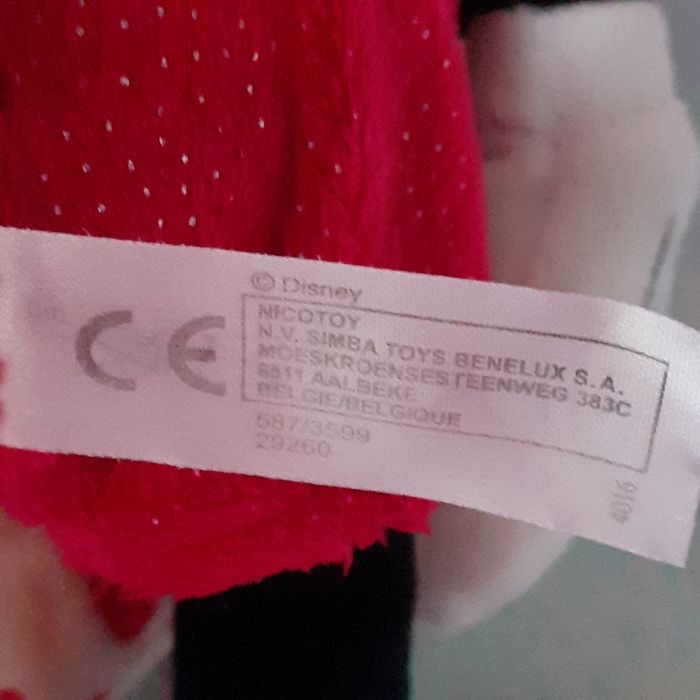 © Disney
CE
NICOTOY
N.V. SIMBA TOYS BENELUX S.A.
MOESKROENSESTEENWEG 383C
8511 AALBEKE
BELGIE/BELGIQUE
587/3599
29260
4016